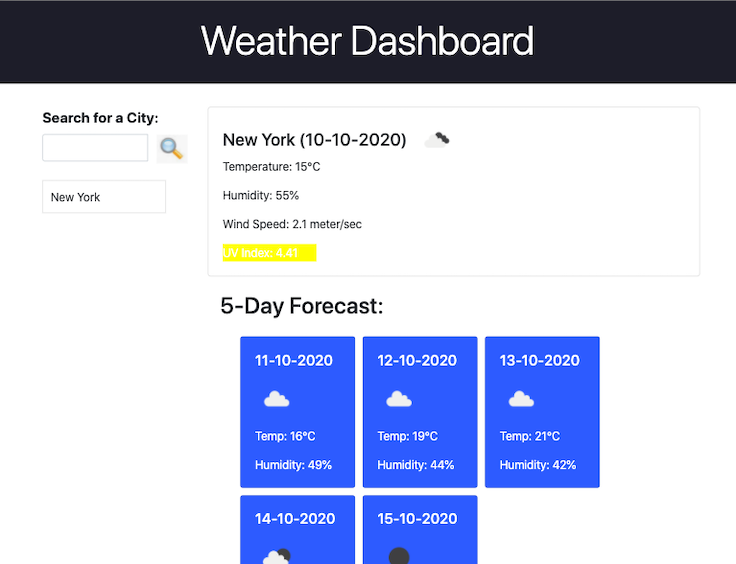 Weather Dashboard
Search for a City:
New York
New York (10-10-2020)
Temperature: 15°C
Humidity: 55%
Wind Speed: 2.1 meter/sec
UV Index: 4.41
5-Day Forecast:
11-10-2020
Temp: 16°C
Humidity: 49%
12-10-2020
Temp: 19°C
Humidity: 44%
13-10-2020
Temp: 21°C
Humidity: 42%
14-10-2020
15-10-2020